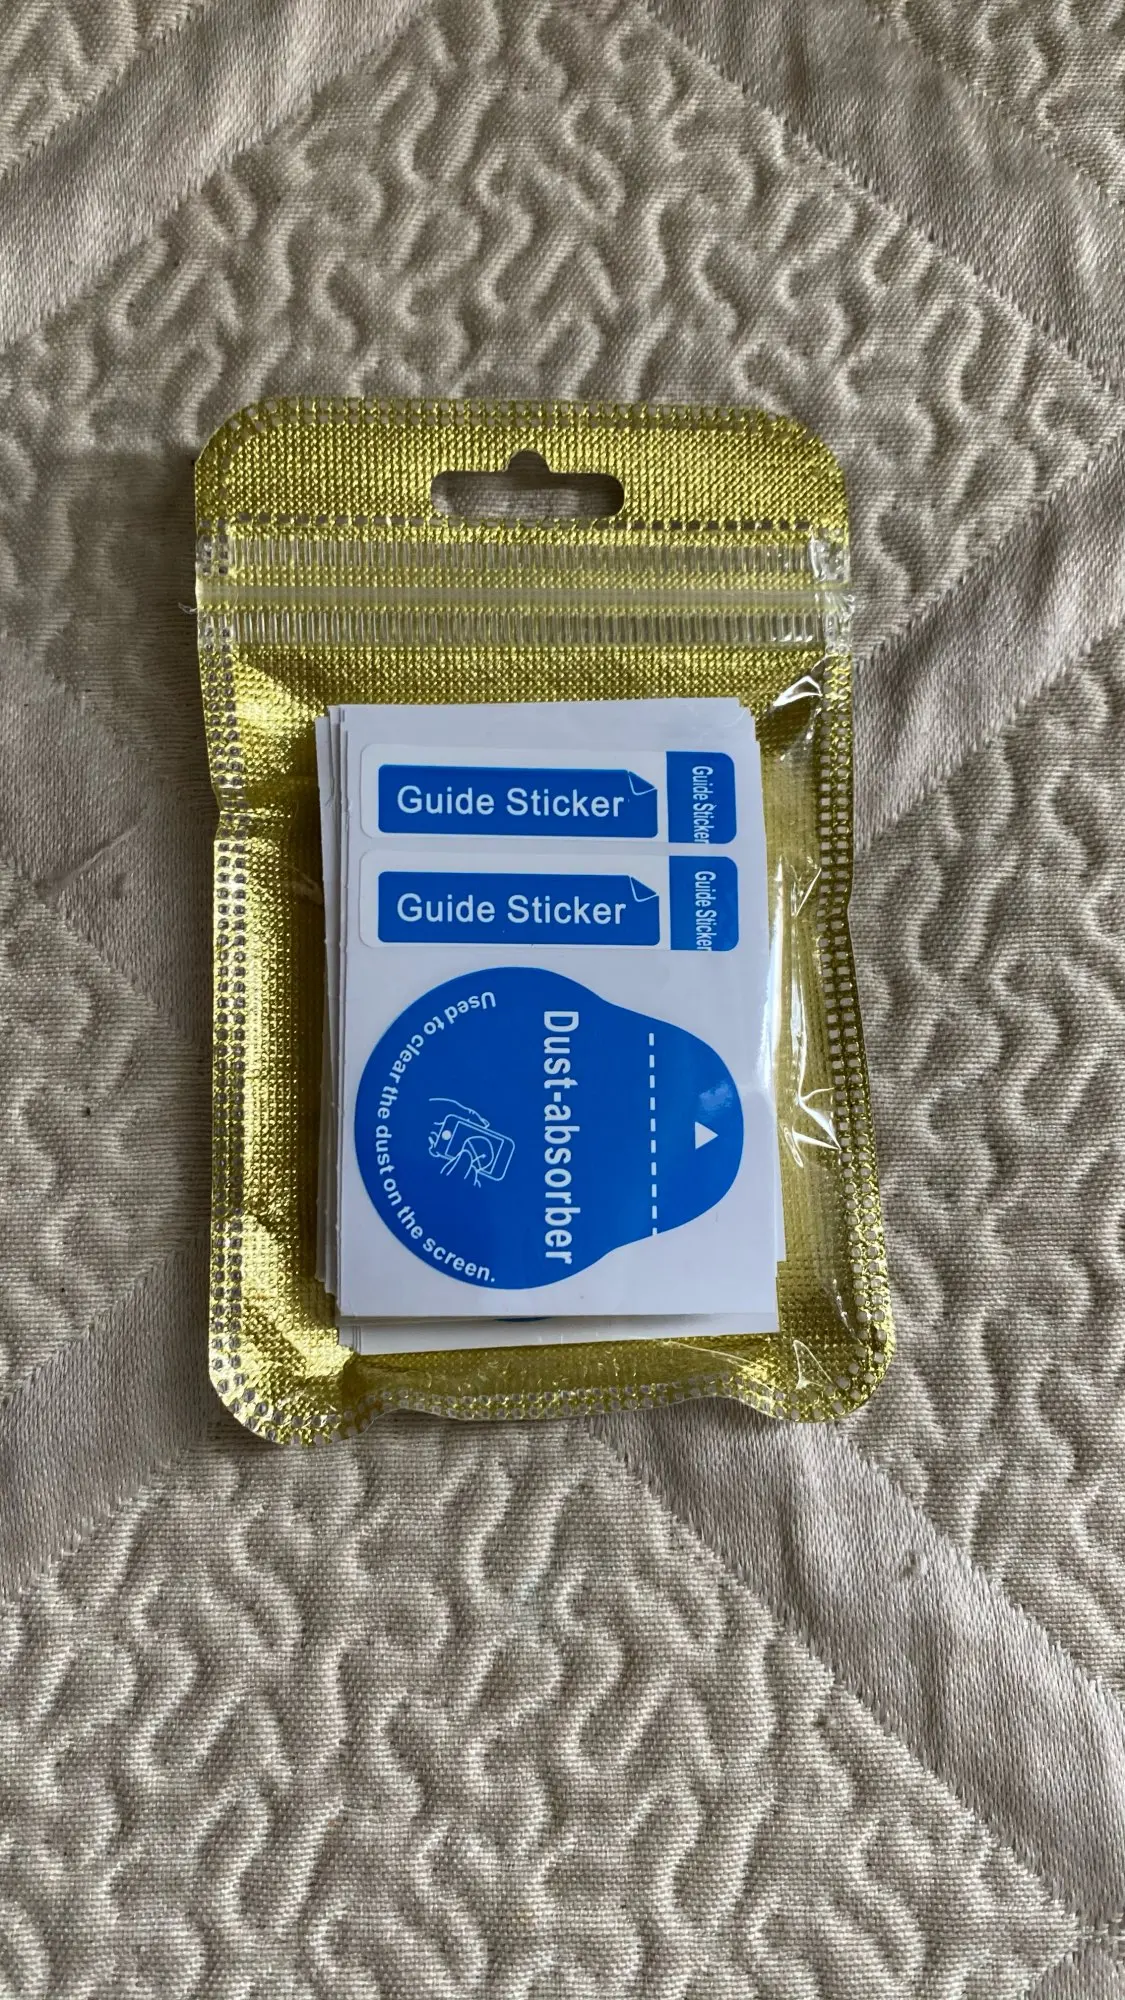 Guide Sticker
Guide Sticker
Guide Sticker
Guide Sticker
Dust-absorber
Used to clear the dust on the screen.